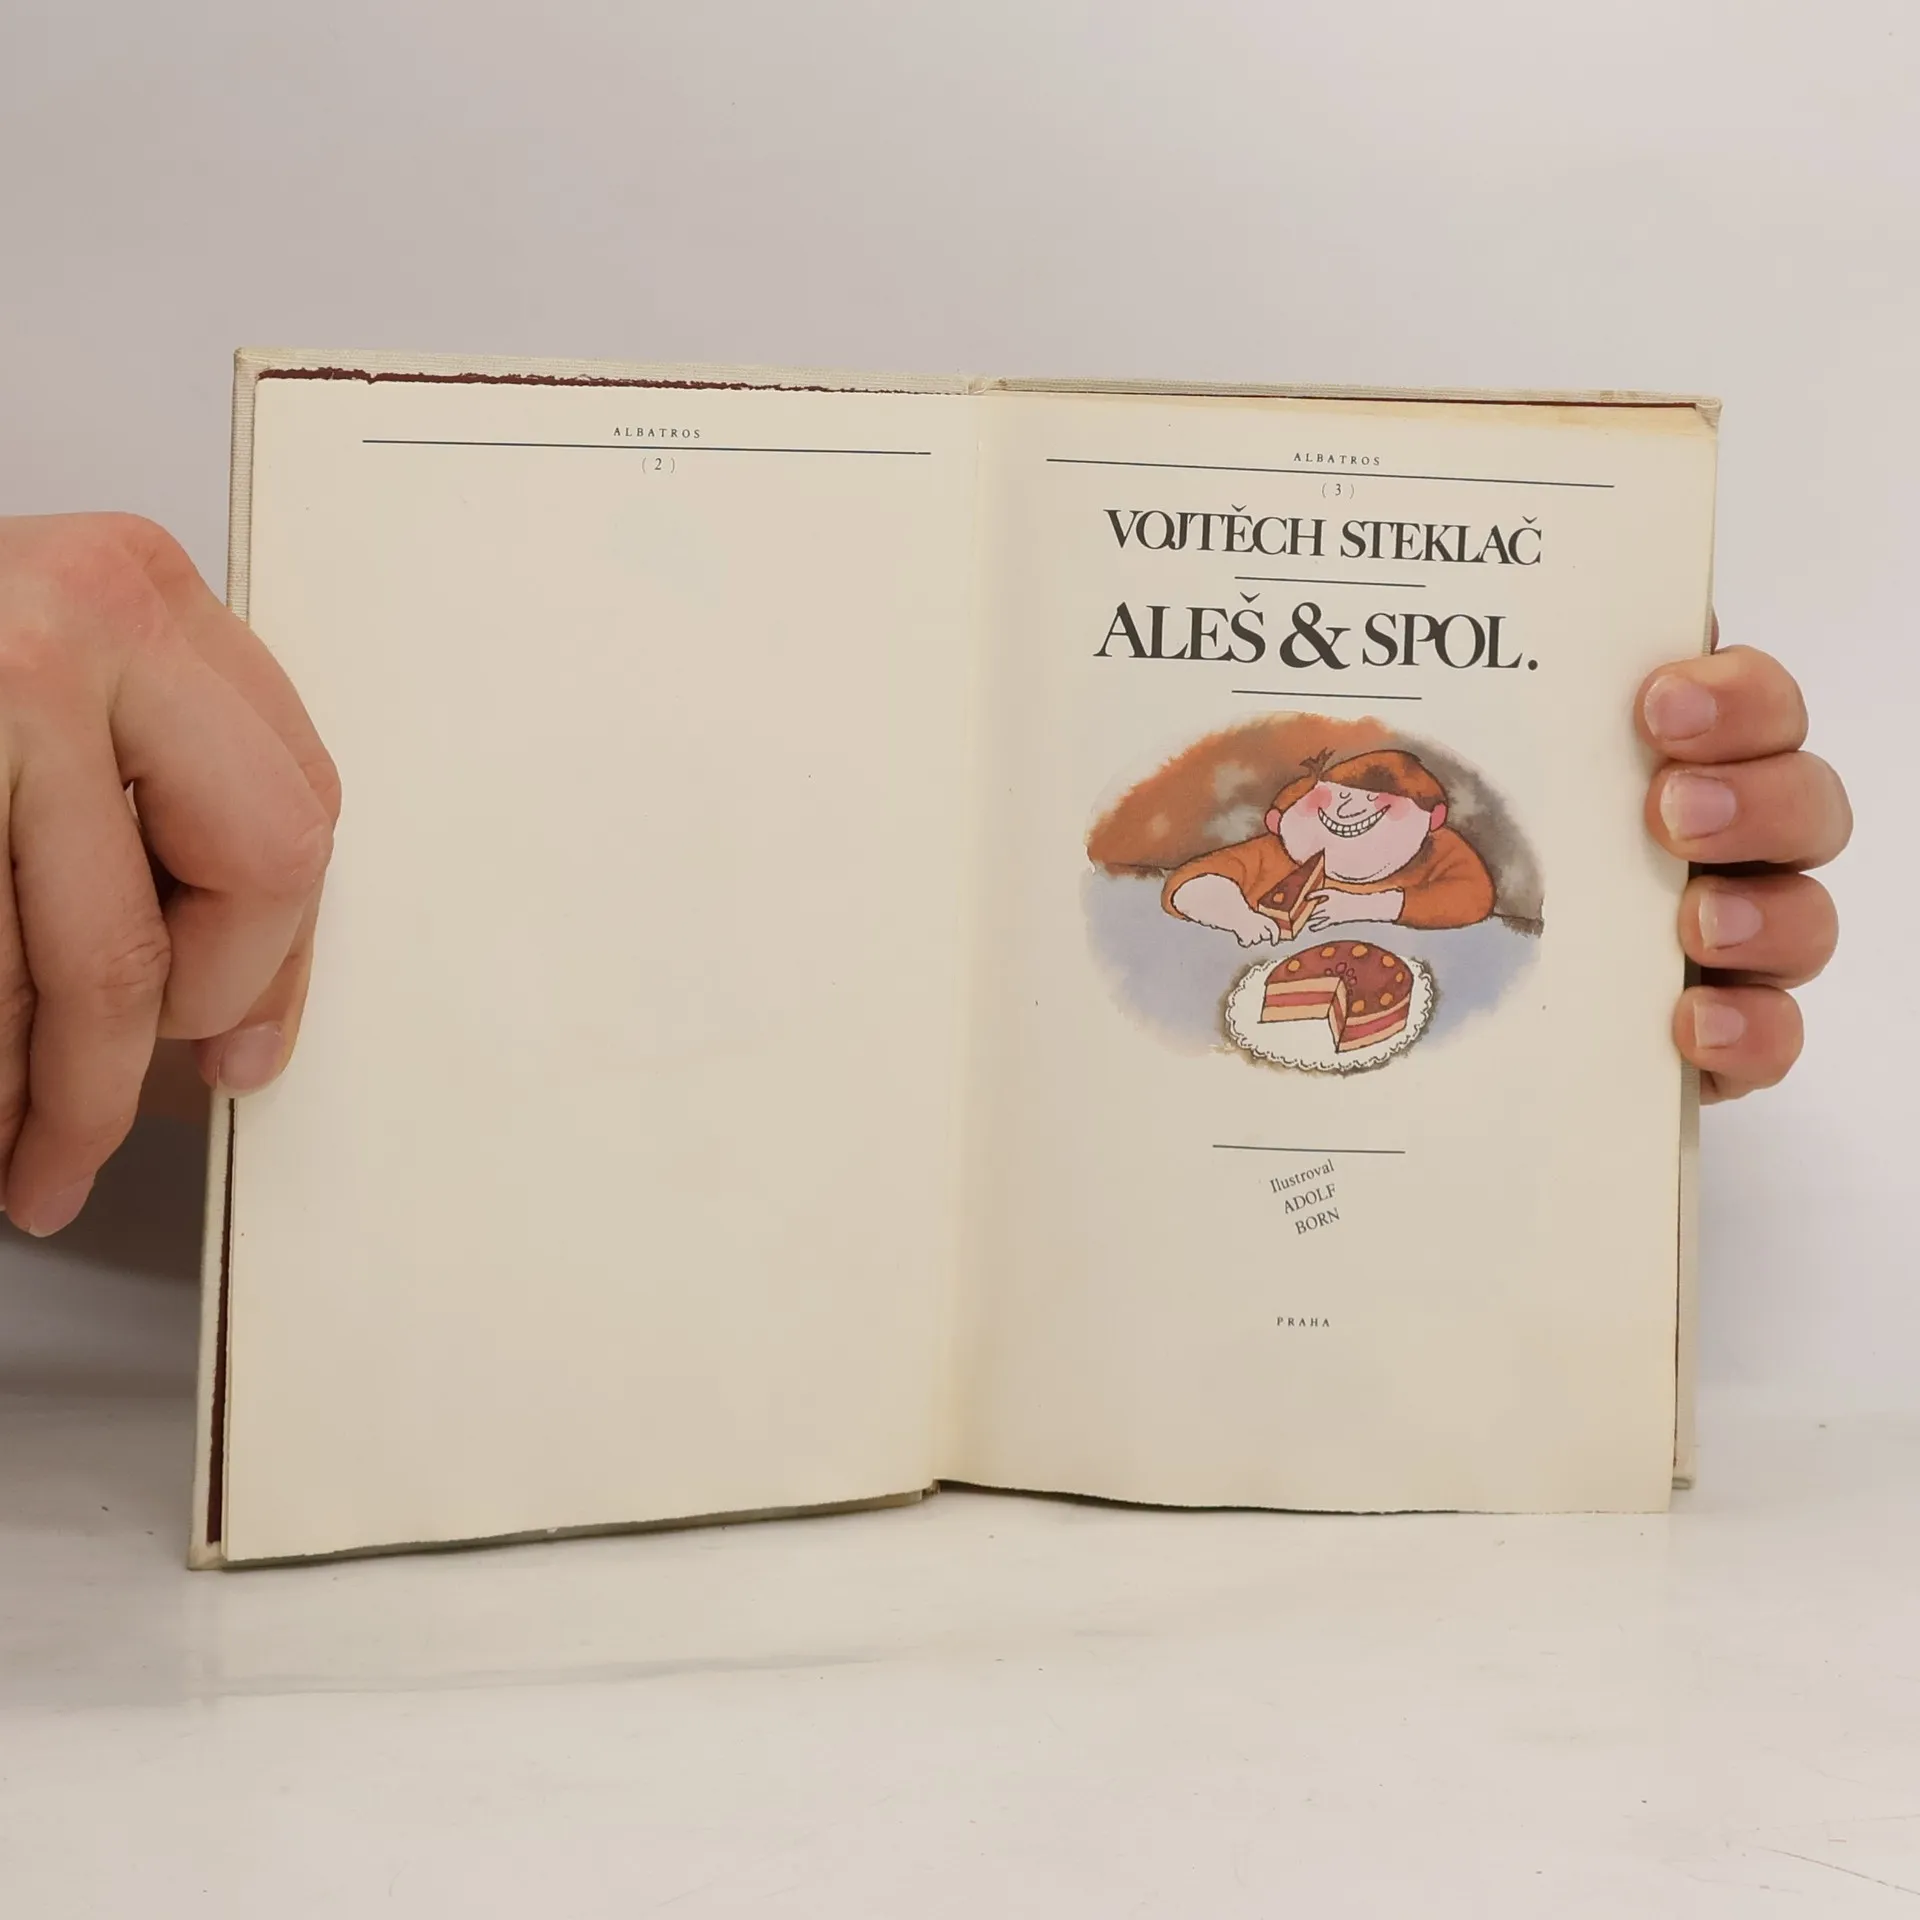 ALBATROS
(2)
ALBATROS
(3)
VOJTĚCH STEKLAČ
ALEŠ & SPOL.
Ilustroval
ADOLF
BORN
PRAHA